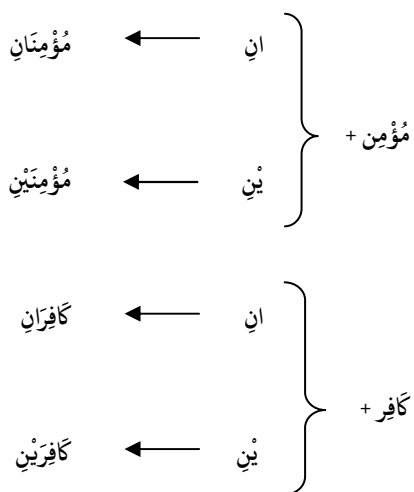 انِ ← مُؤْمِنَانِ
مُؤْمِن +
يْنِ ← مُؤْمِنَيْنِ
انِ ← كَافِرَانِ
كَافِر +
يْنِ ← كَافِرَيْنِ